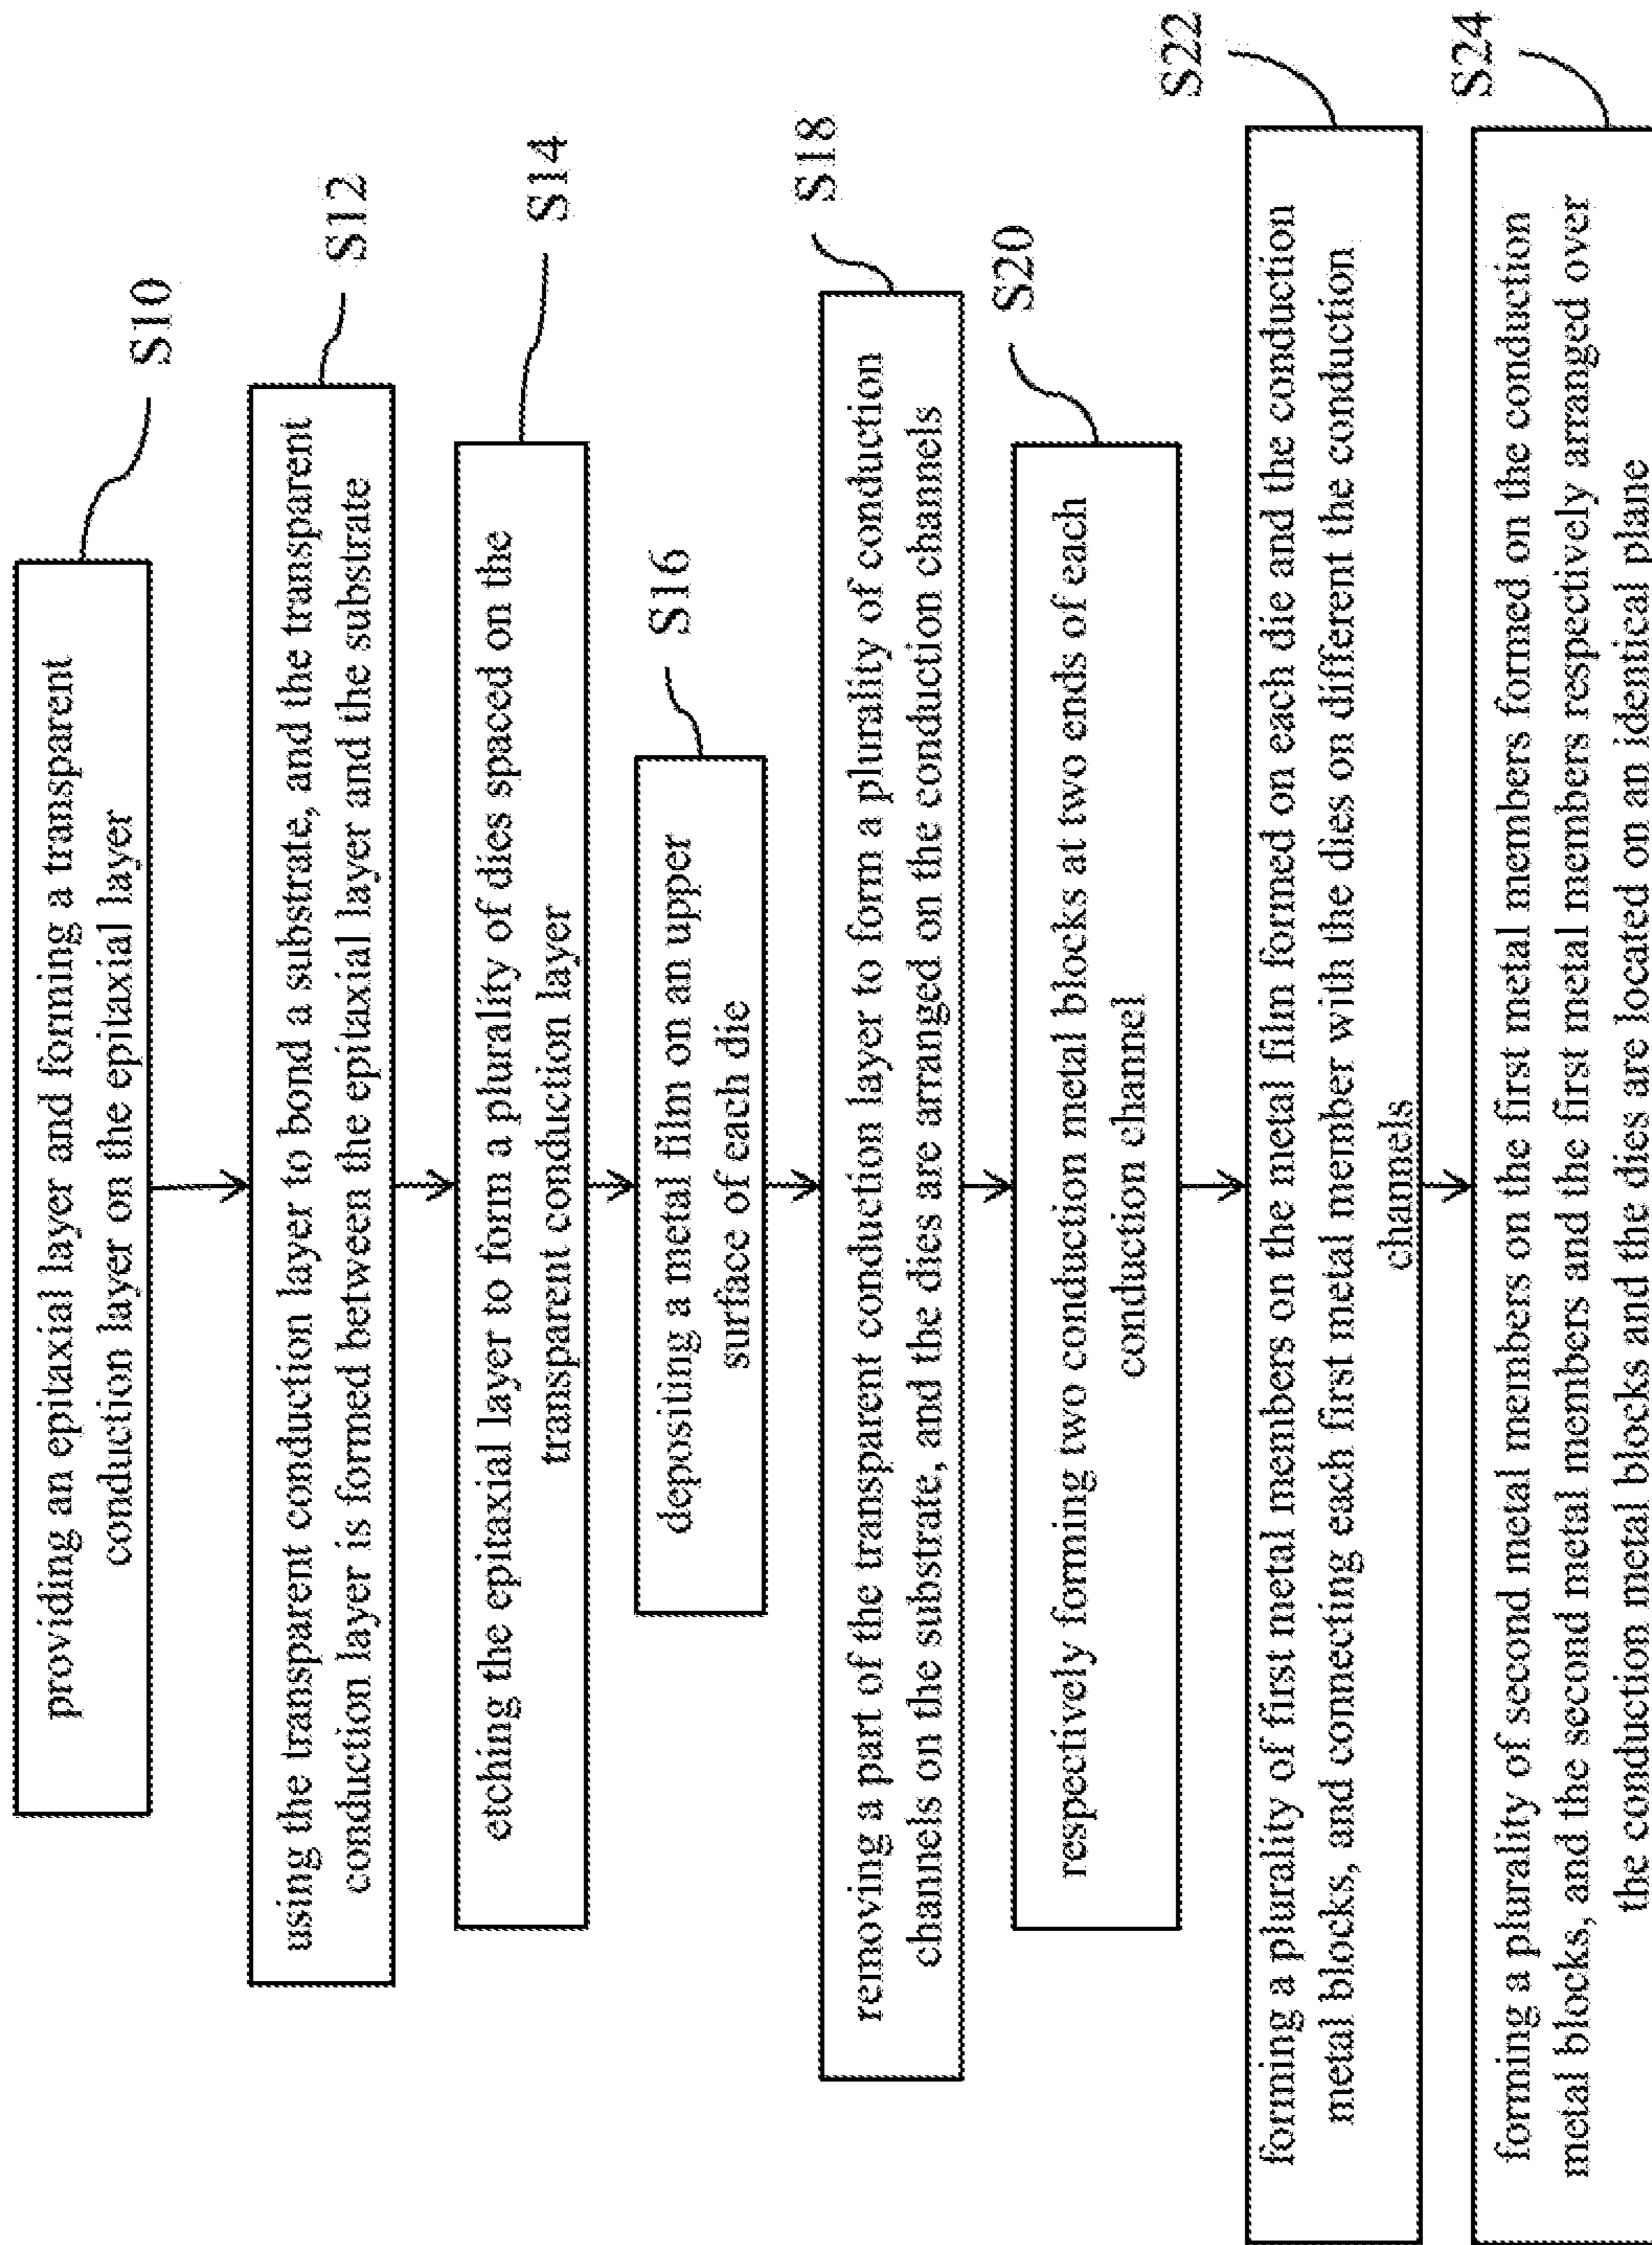 providing an epitaxial layer and forming a transparent
conduction layer on the epitaxial layer
S10
using the transparent conduction layer to bond a substrate, and the transparent
conduction layer is formed between the epitaxial layer and the substrate
S12
etching the epitaxial layer to form a plurality of dies spaced on the
transparent conduction layer
S14
depositing a metal film on an upper
surface of each die
S16
removing a part of the transparent conduction layer to form a plurality of conduction
channels on the substrate, and the dies are arranged on the conduction channels
S18
respectively forming two conduction metal blocks at two ends of each
conduction channel
S20
forming a plurality of first metal members on the metal film formed on each die and the conduction
metal blocks, and connecting each first metal member with the dies on different the conduction
channels
S22
forming a plurality of second metal members on the first metal members formed on the conduction
metal blocks, and the second metal members and the first metal members respectively arranged over
the conduction metal blocks and the dies are located on an identical plane
S24